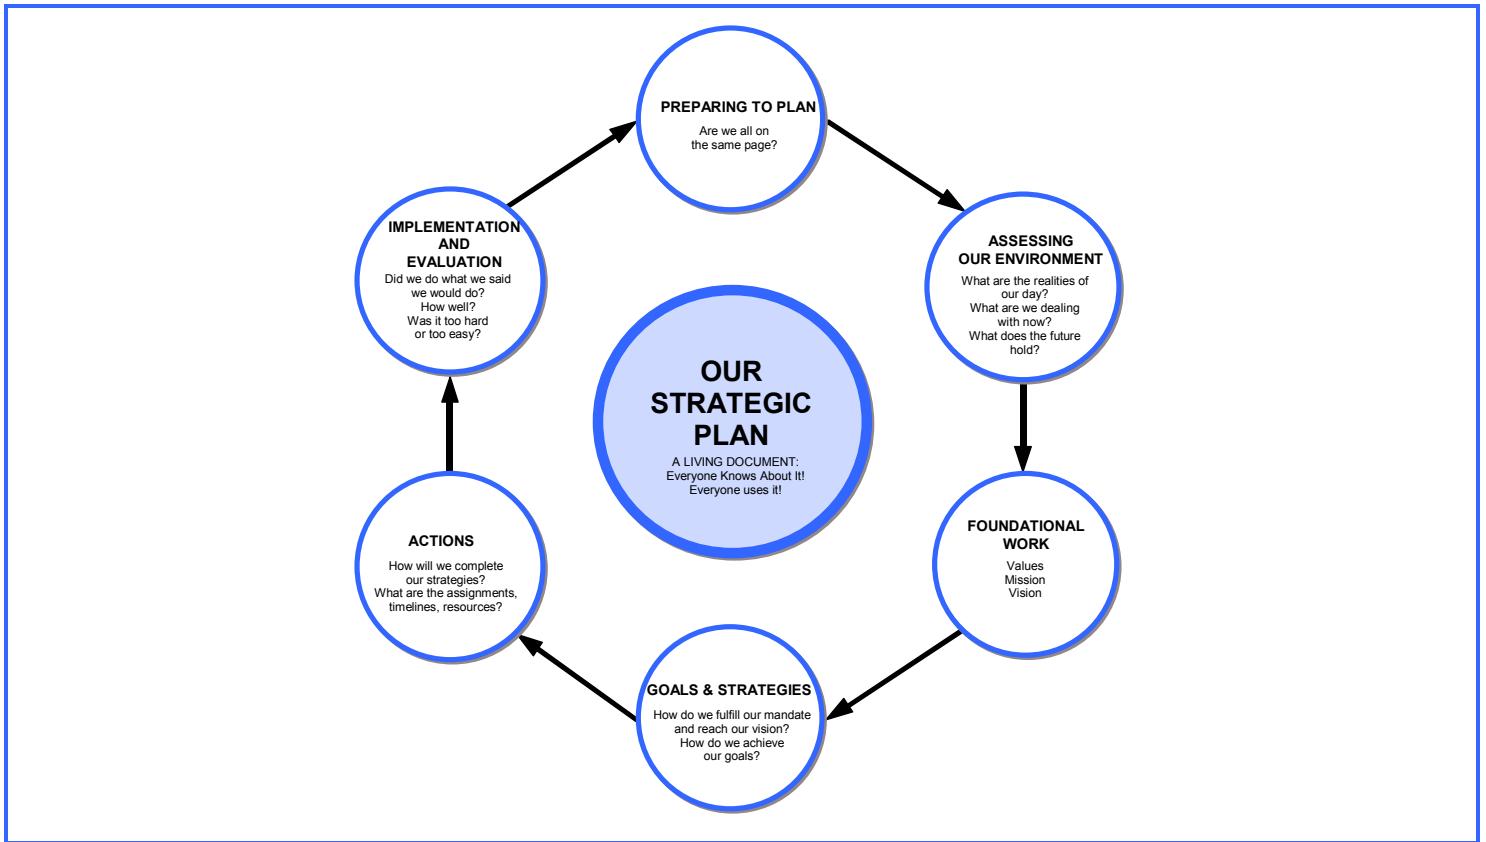 PREPARING TO PLAN
Are we all on
the same page?
ASSESSING
OUR ENVIRONMENT
What are the realities of
our day?
What are we dealing
with now?
What does the future
hold?
FOUNDATIONAL
WORK
Values
Mission
Vision
GOALS & STRATEGIES
How do we fulfill our mandate
and reach our vision?
How do we achieve
our goals?
ACTIONS
How will we complete
our strategies?
What are the assignments,
timelines, resources?
IMPLEMENTATION
AND
EVALUATION
Did we do what we said
we would do?
How well?
Was it too hard
or too easy?
OUR
STRATEGIC
PLAN
A LIVING DOCUMENT:
Everyone Knows About It!
Everyone uses it!